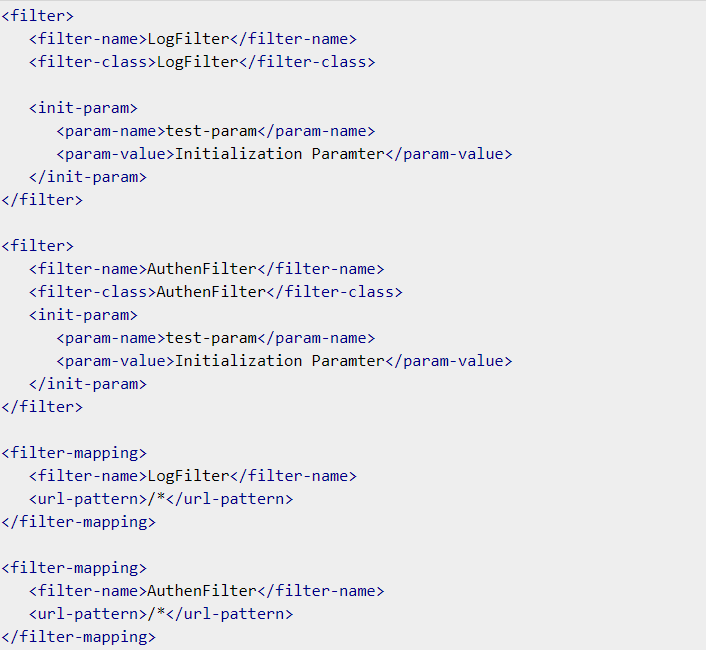 <filter>
   <filter-name>LogFilter</filter-name>
   <filter-class>LogFilter</filter-class>

   <init-param>
      <param-name>test-param</param-name>
      <param-value>Initialization Paramter</param-value>
   </init-param>
</filter>

<filter>
   <filter-name>AuthenFilter</filter-name>
   <filter-class>AuthenFilter</filter-class>
   <init-param>
      <param-name>test-param</param-name>
      <param-value>Initialization Paramter</param-value>
   </init-param>
</filter>

<filter-mapping>
   <filter-name>LogFilter</filter-name>
   <url-pattern>/*</url-pattern>
</filter-mapping>

<filter-mapping>
   <filter-name>AuthenFilter</filter-name>
   <url-pattern>/*</url-pattern>
</filter-mapping>